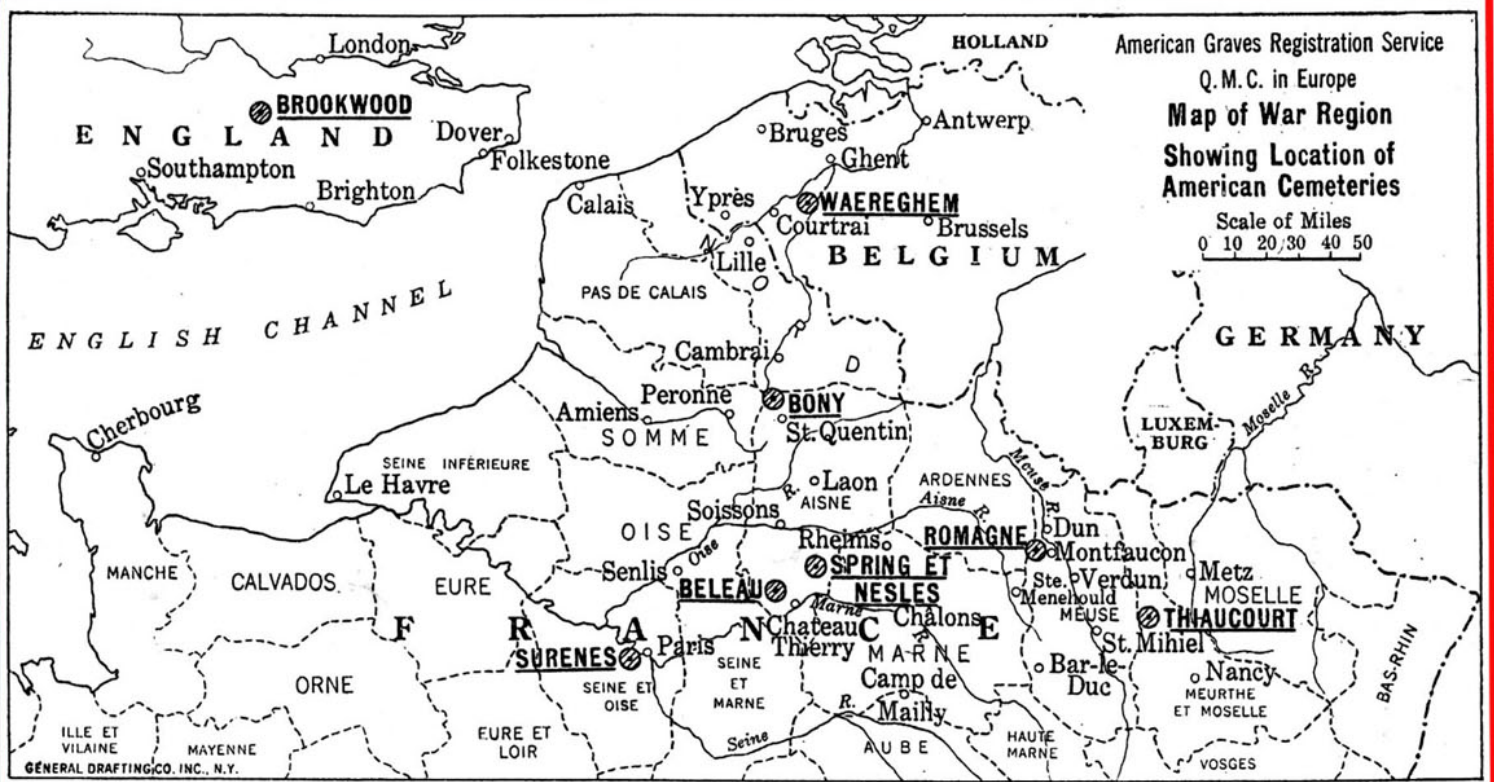 American Graves Registration Service
Q.M.C. in Europe
Map of War Region
Showing Location of
American Cemeteries
Scale of Miles
0 10 20 30 40 50
HOLLAND
London
BROOKWOOD
ENGLAND
Dover
Folkestone
Southampton
Brighton
Bruges
Antwerp
Ghent
Calais
Yprès
WAEREGHEM
Courtrai
Brussels
BELGIUM
N
Lille
O
PAS DE CALAIS
R
D
ENGLISH CHANNEL
GERMANY
Moselle R.
LUXEM-
BURG
Cambrai
Cherbourg
Peronne
BONY
Amiens
SOMME
St. Quentin
SEINE INFÉRIEURE
Le Havre
Laon
AISNE
ARDENNES
Aisne R.
Meuse R.
R.
Soissons
OISE
Oise
Rheims
ROMAGNE
Dun
Montfaucon
MANCHE
CALVADOS
EURE
Senlis
BELEAU
SPRING ET
NESLES
Ste.
Menehould
Verdun
MEUSE
Metz
MOSELLE
THIAUCOURT
Marne R.
Châlons
FRANCE
Chateau
Thierry
MARNE
St. Mihiel
SURENES
Paris
SEINE
ET
MARNE
SEINE ET
OISE
Camp de
Mailly
Bar-le-
Duc
Nancy
MEURTHE
ET MOSELLE
BAS-RHIN
ORNE
ILLE ET
VILAINE
MAYENNE
EURE ET
LOIR
Seine R.
AUBE
HAUTE
MARNE
VOSGES
GENERAL DRAFTING CO. INC., N.Y.